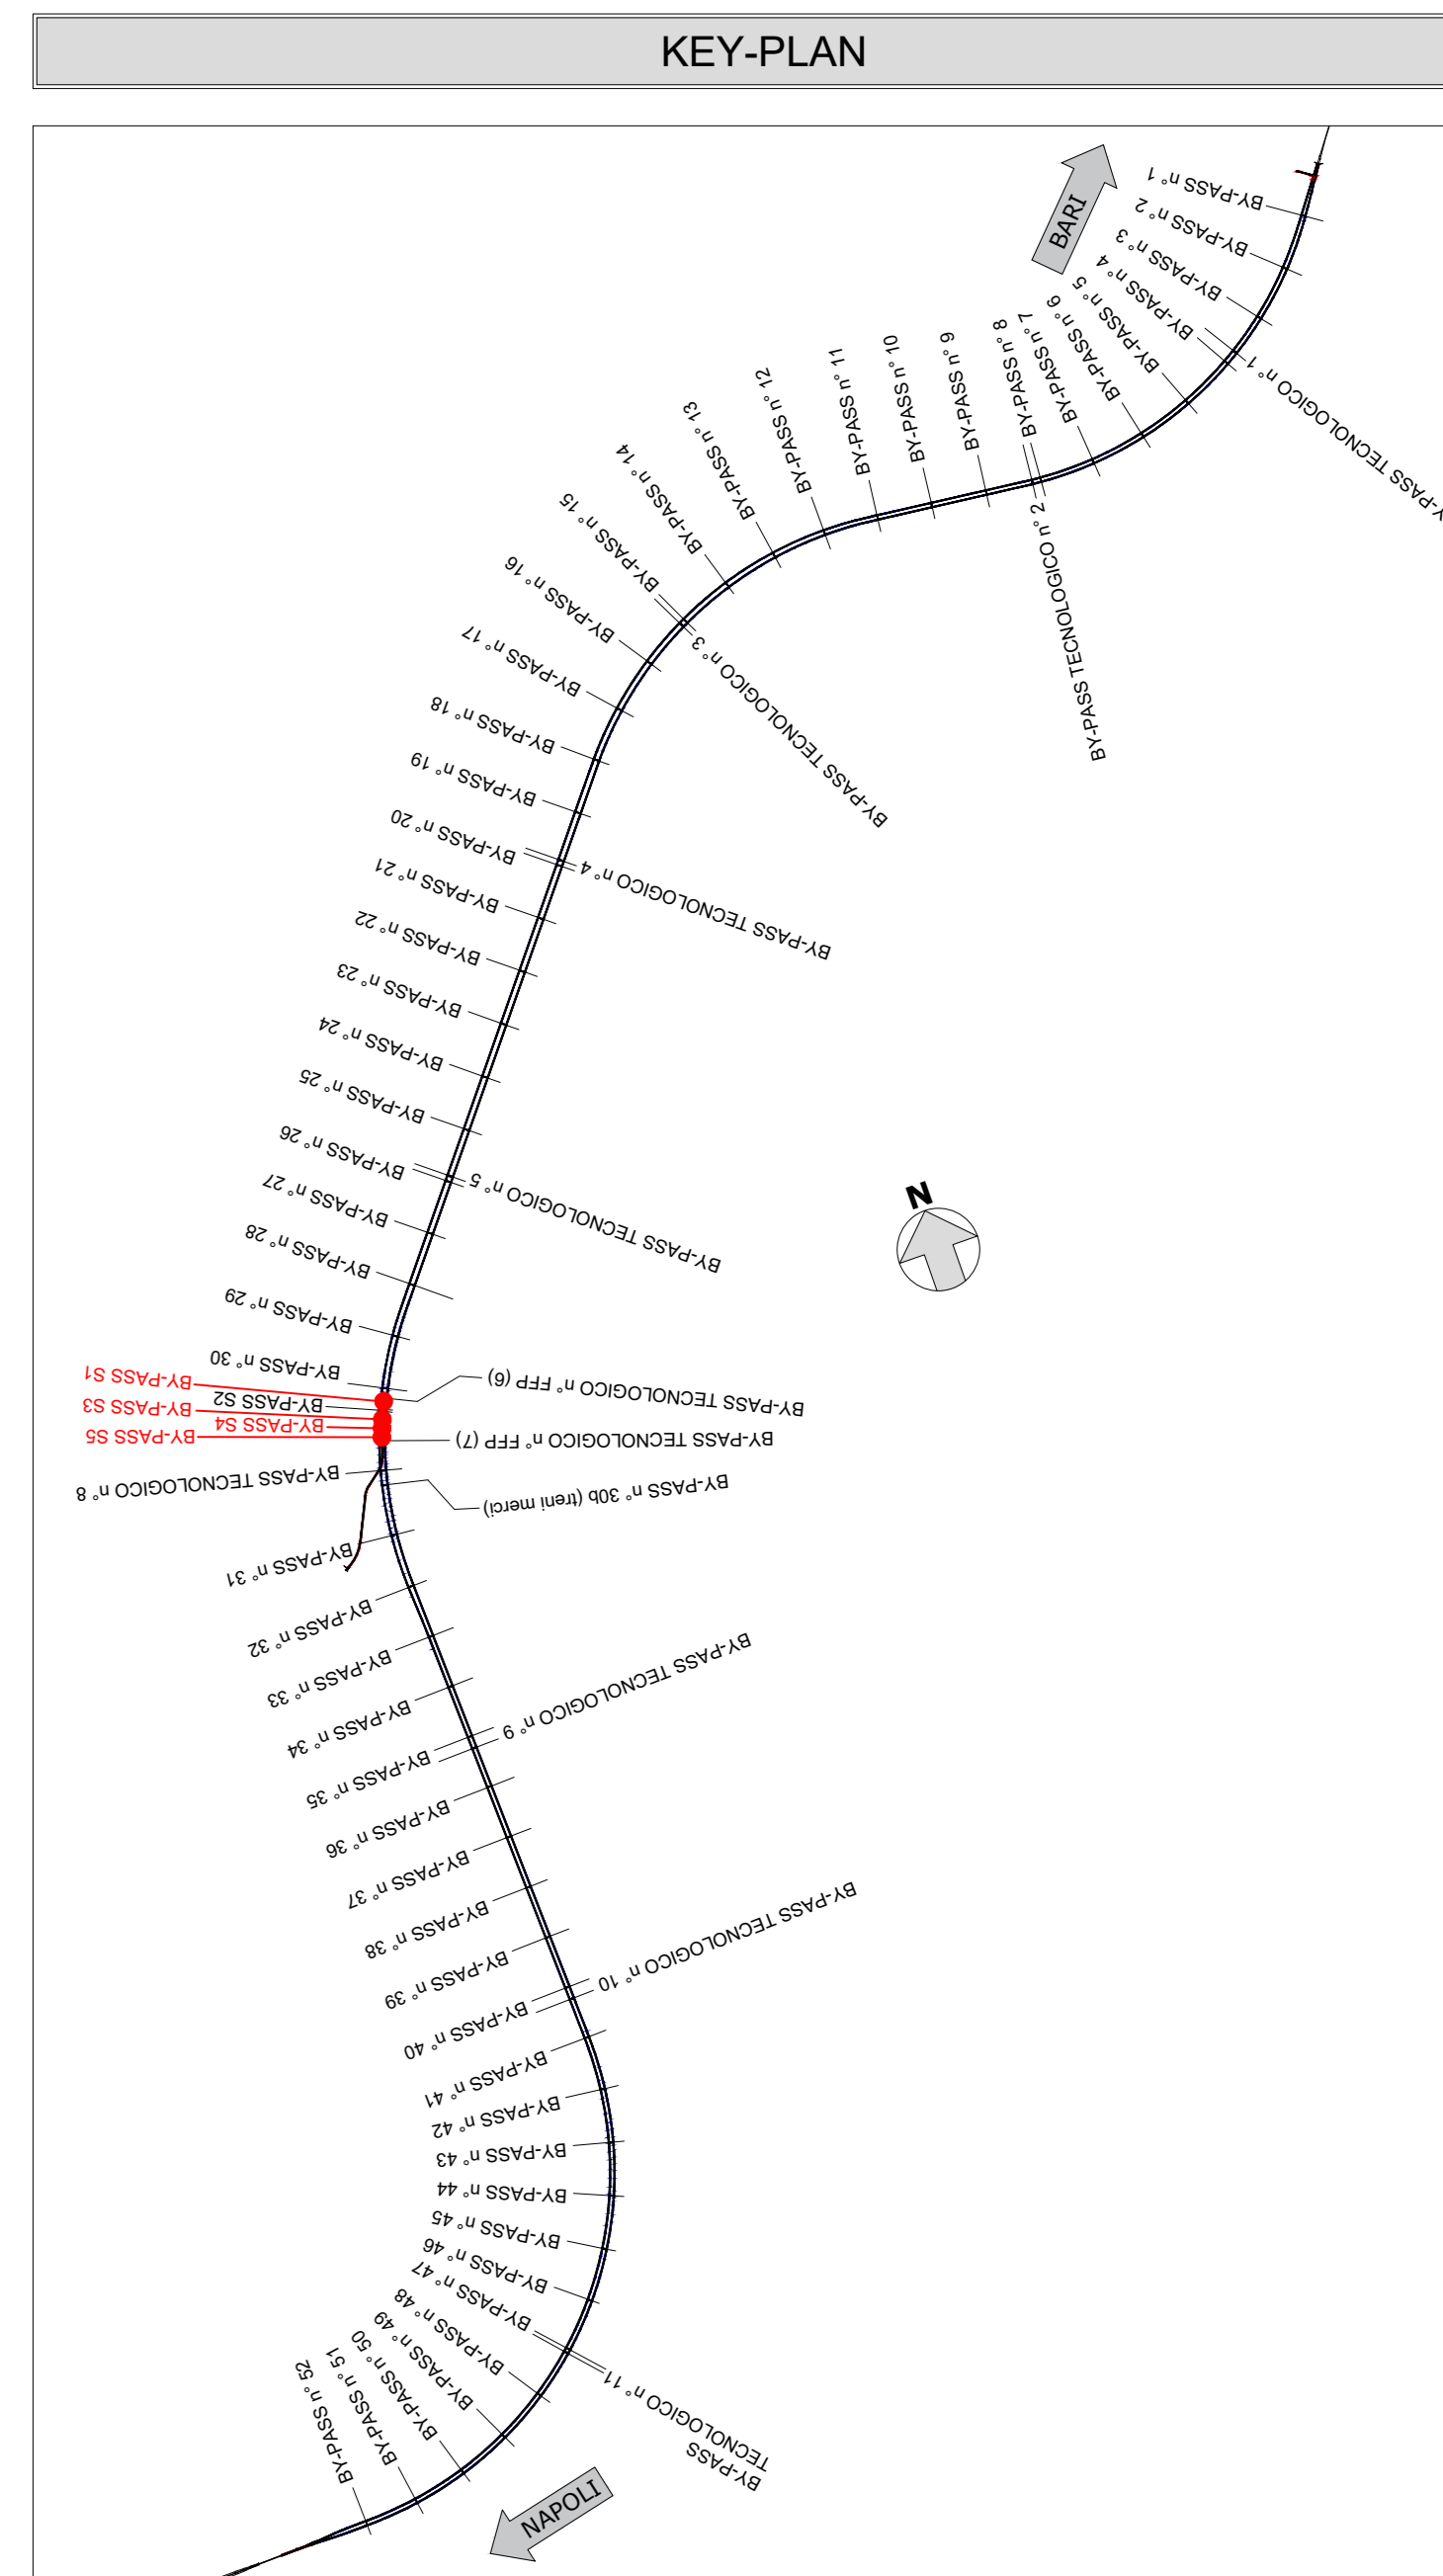 KEY-PLAN
BARI
BY-PASS n° 1
BY-PASS n° 2
BY-PASS n° 3
BY-PASS n° 4
BY-PASS n° 5
BY-PASS n° 6
BY-PASS n° 7
BY-PASS n° 8
BY-PASS n° 9
BY-PASS n° 10
BY-PASS n° 11
BY-PASS n° 12
BY-PASS n° 13
BY-PASS n° 14
BY-PASS n° 15
BY-PASS n° 16
BY-PASS n° 17
BY-PASS n° 18
BY-PASS n° 19
BY-PASS n° 20
BY-PASS n° 21
BY-PASS n° 22
BY-PASS n° 23
BY-PASS n° 24
BY-PASS n° 25
BY-PASS n° 26
BY-PASS n° 27
BY-PASS n° 28
BY-PASS n° 29
BY-PASS n° 30
BY-PASS S1
BY-PASS S2
BY-PASS S3
BY-PASS S4
BY-PASS S5
BY-PASS TECNOLOGICO n° 8
BY-PASS n° 31
BY-PASS n° 32
BY-PASS n° 33
BY-PASS n° 34
BY-PASS n° 35
BY-PASS n° 36
BY-PASS n° 37
BY-PASS n° 38
BY-PASS n° 39
BY-PASS n° 40
BY-PASS n° 41
BY-PASS n° 42
BY-PASS n° 43
BY-PASS n° 44
BY-PASS n° 45
BY-PASS n° 46
BY-PASS n° 47
BY-PASS n° 48
BY-PASS n° 49
BY-PASS n° 50
BY-PASS n° 51
BY-PASS n° 52
Y-PASS TECNOLOGICO n° 1
BY-PASS TECNOLOGICO n° 2
BY-PASS TECNOLOGICO n° 3
BY-PASS TECNOLOGICO n° 4
BY-PASS TECNOLOGICO n° 5
N
BY-PASS TECNOLOGICO n° FFP (6)
BY-PASS TECNOLOGICO n° FFP (7)
BY-PASS n° 30b (treni merci)
BY-PASS TECNOLOGICO n° 9
BY-PASS TECNOLOGICO n° 10
BY-PASS
TECNOLOGICO n° 11
NAPOLI